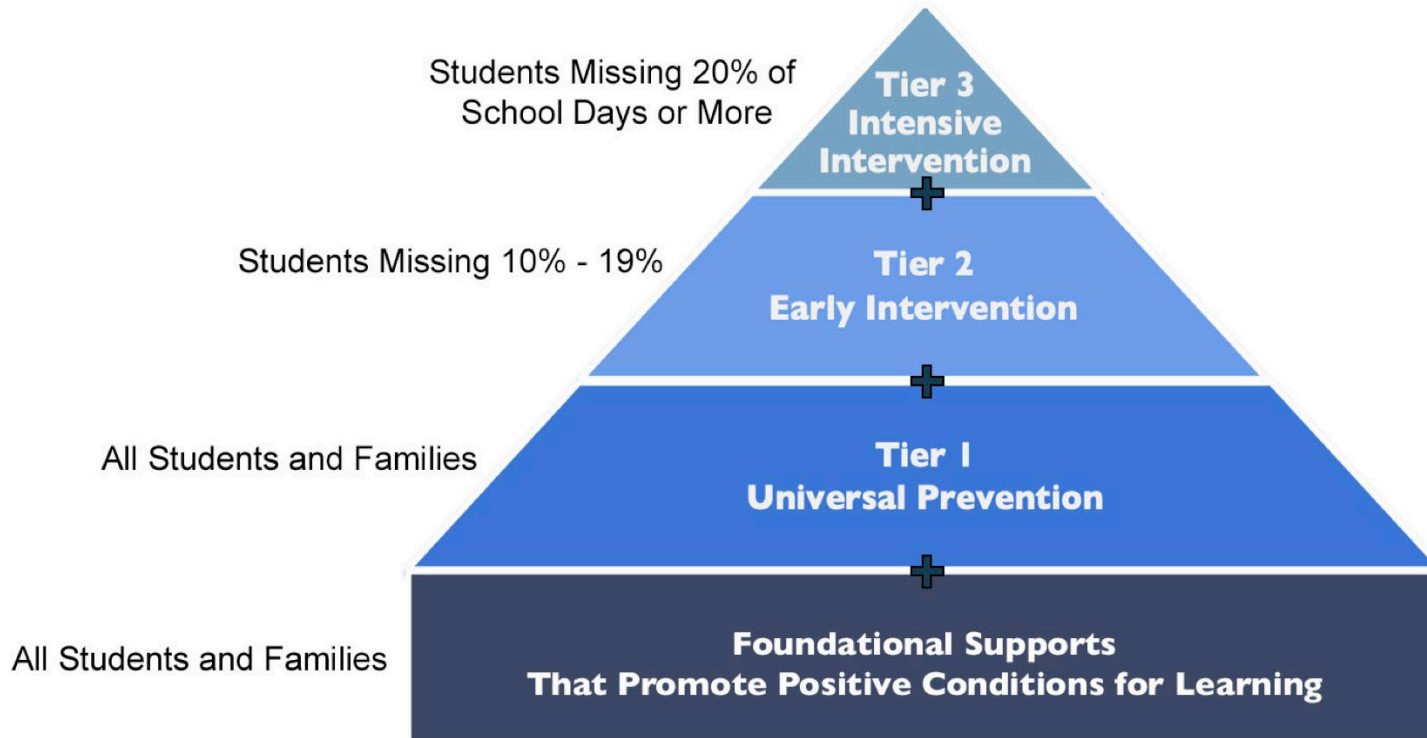 Students Missing 20% of
School Days or More
Tier 3
Intensive
Intervention
Students Missing 10% - 19%
Tier 2
Early Intervention
All Students and Families
Tier 1
Universal Prevention
All Students and Families
Foundational Supports
That Promote Positive Conditions for Learning